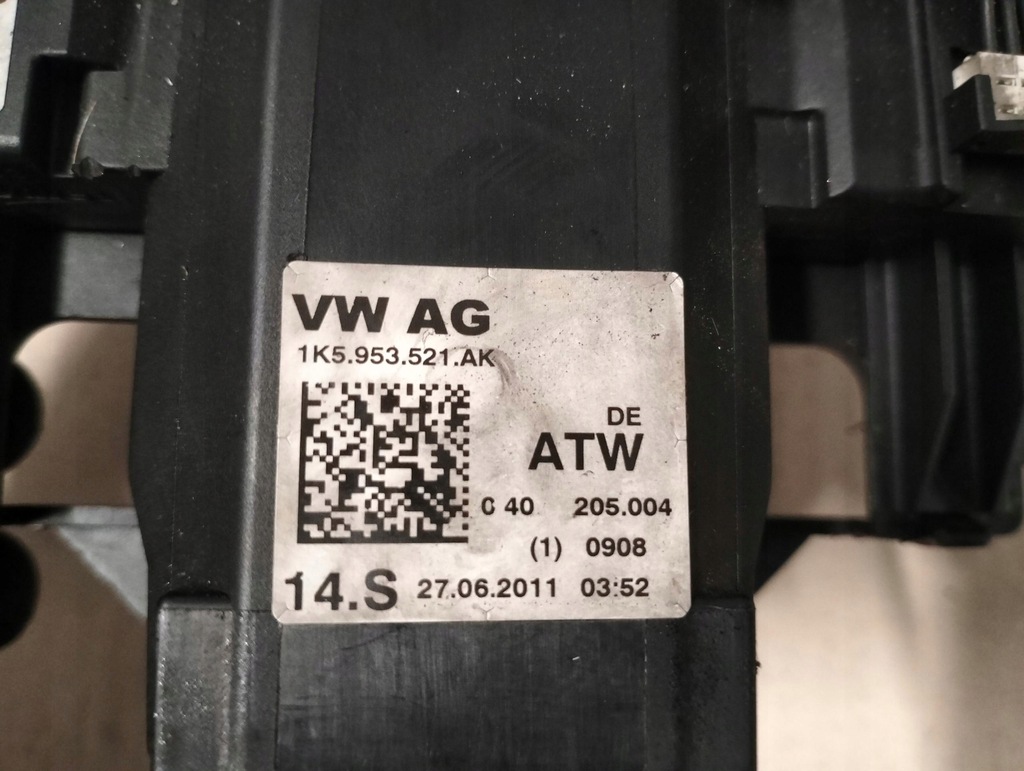 VW AG
1K5.953.521.AK
DE
ATW
C 40 205.004
(1) 0908
14.S 27.06.2011 03:52